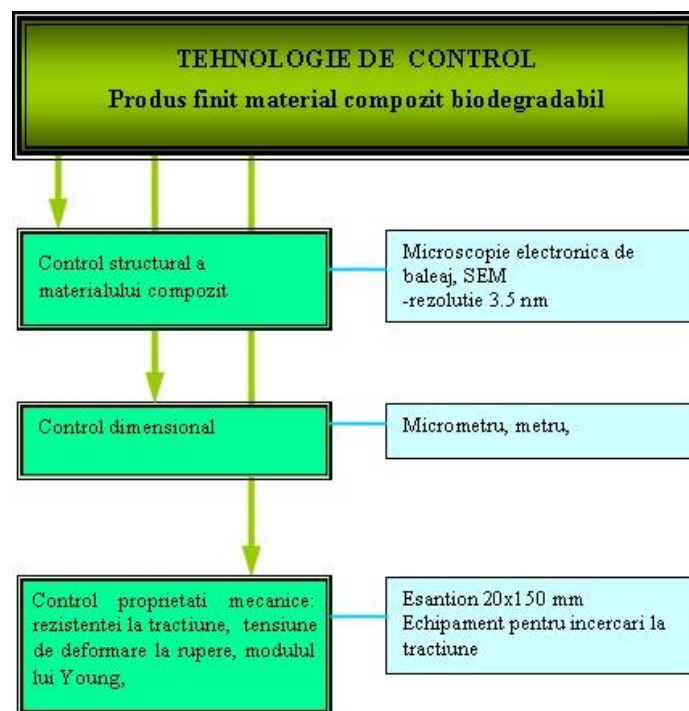 TEHNOLOGIE DE CONTROL
Produs finit material compozit biodegradabil
Control structural a
materialului compozit
Microscopie electronica de
baleaj, SEM
-rezolutie 3.5 nm
Control dimensional
Micrometru, metru,
Control proprietati mecanice:
rezistentei la tractiune, tensiune
de deformare la rupere, modulul
lui Young,
Esantion 20x150 mm
Echipament pentru incercari la
tractiune